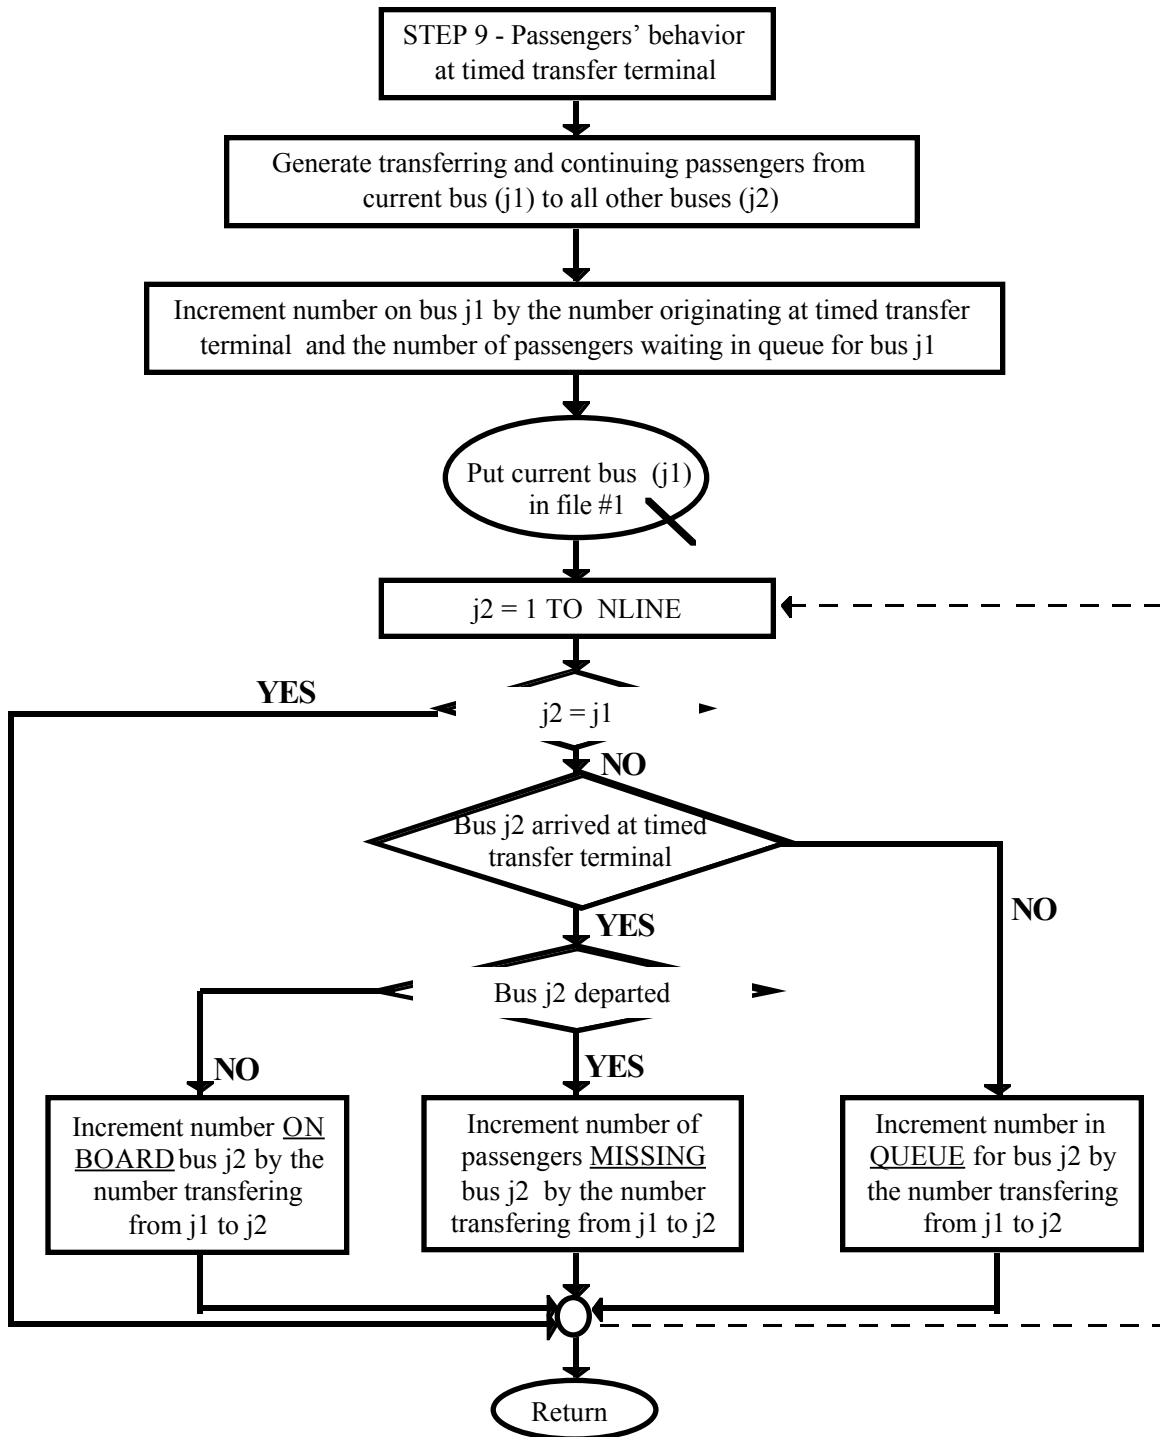 STEP 9 - Passengers’ behavior
at timed transfer terminal
Generate transferring and continuing passengers from
current bus (j1) to all other buses (j2)
Increment number on bus j1 by the number originating at timed transfer
terminal and the number of passengers waiting in queue for bus j1
Put current bus (j1)
in file #1
j2 = 1 TO NLINE
YES
j2 = j1
NO
Bus j2 arrived at timed
transfer terminal
NO
YES
Bus j2 departed
NO
YES
Increment number ON
BOARD bus j2 by the
number transfering
from j1 to j2
Increment number of
passengers MISSING
bus j2 by the number
transfering from j1 to j2
Increment number in
QUEUE for bus j2 by
the number transfering
from j1 to j2
Return